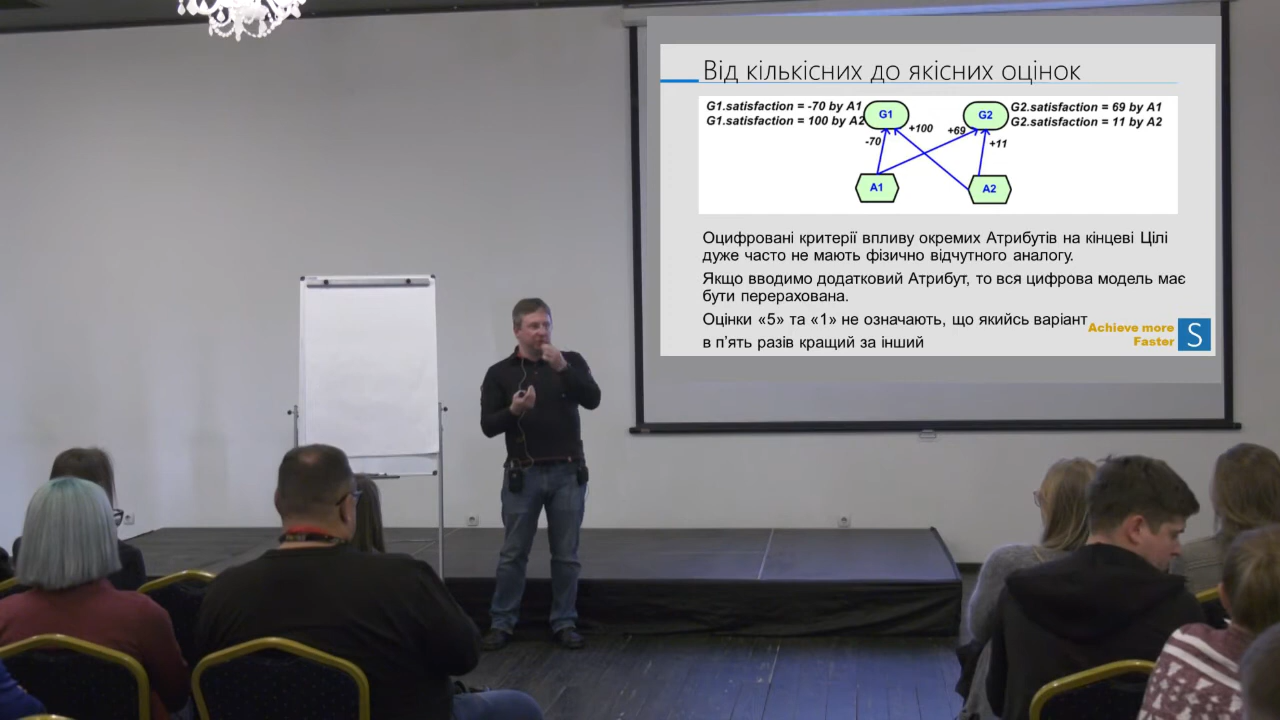 Від кількісних до якісних оцінок
G1.satisfaction = -70 by A1
G1.satisfaction = 100 by A2
G1
G2
G2.satisfaction = 69 by A1
G2.satisfaction = 11 by A2
+100
+69
-70
+11
A1
A2
Оцифровані критерії впливу окремих Атрибутів на кінцеві Цілі
дуже часто не мають фізично відчутного аналогу.
Якщо вводимо додатковий Атрибут, то вся цифрова модель має
бути перерахована.
Оцінки «5» та «1» не означають, що якийсь варіант
в п’ять разів кращий за інший
Achieve more
Faster
S